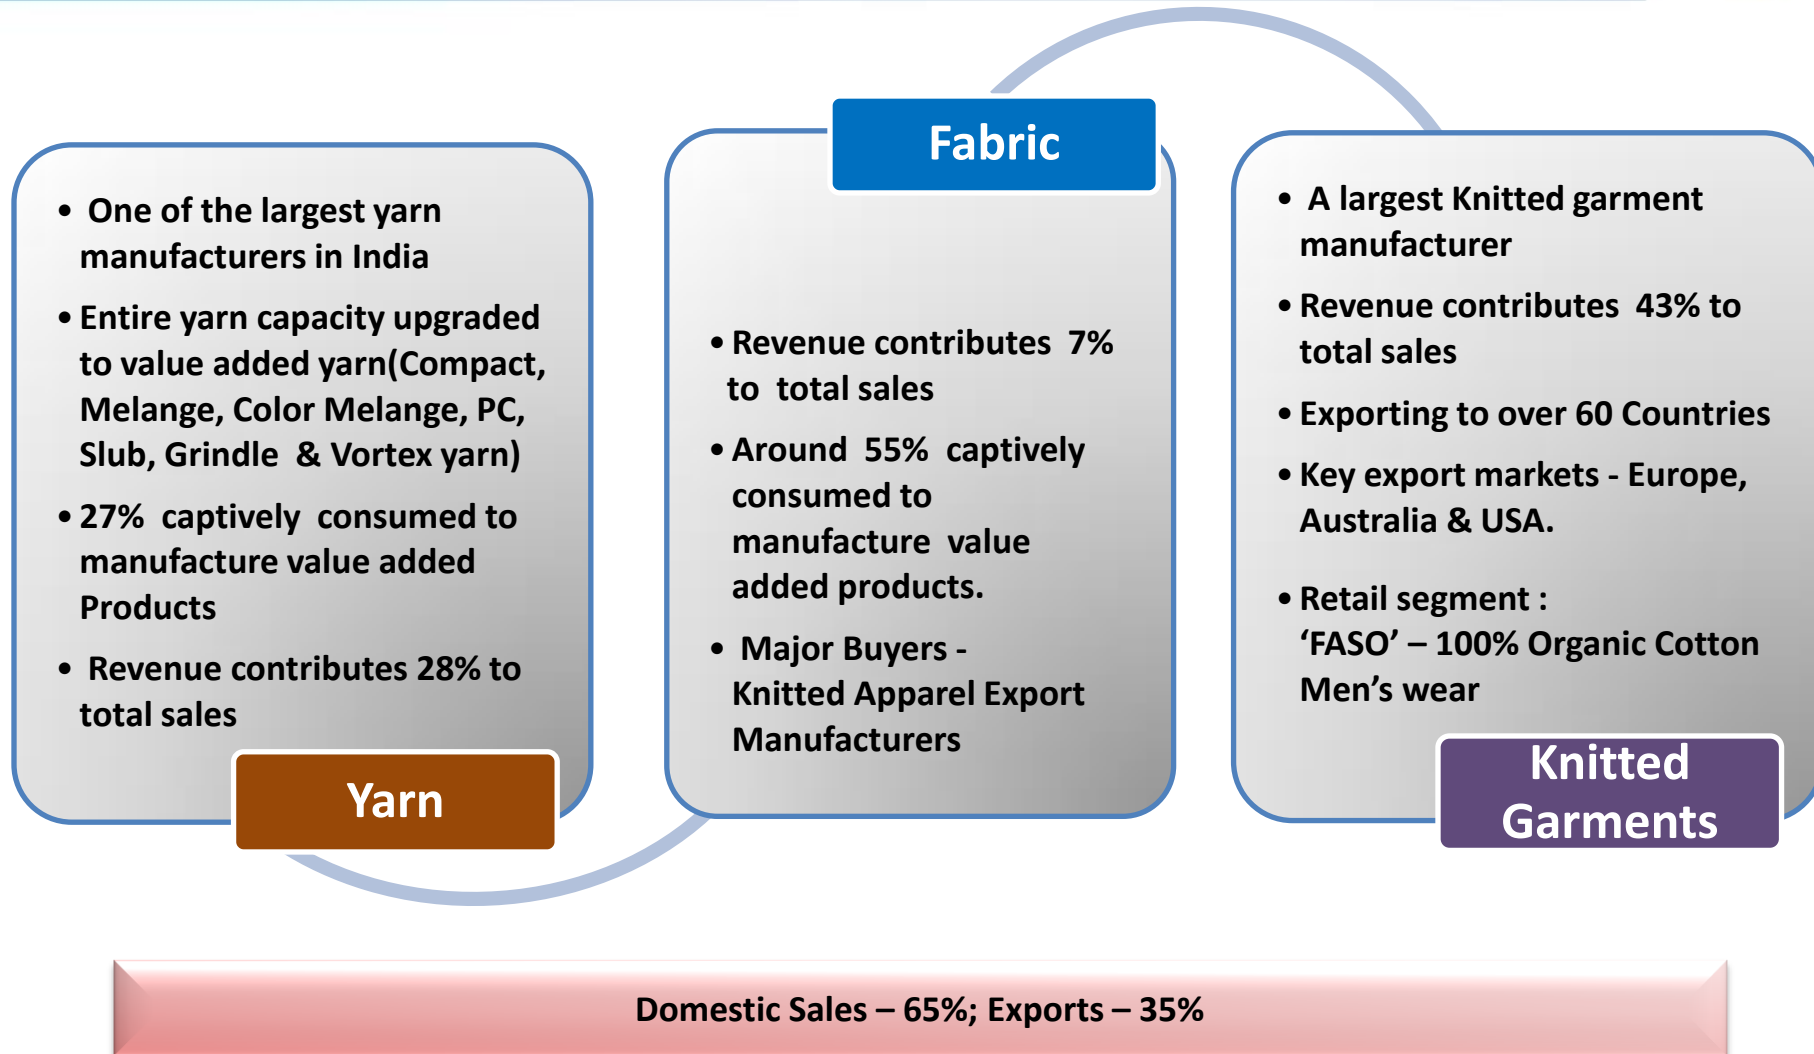 • One of the largest yarn
manufacturers in India
• Entire yarn capacity upgraded
to value added yarn(Compact,
Melange, Color Melange, PC,
Slub, Grindle & Vortex yarn)
• 27% captively consumed to
manufacture value added
Products
• Revenue contributes 28% to
total sales
Yarn
Fabric
• Revenue contributes 7%
to total sales
• Around 55% captively
consumed to
manufacture value
added products.
• Major Buyers -
Knitted Apparel Export
Manufacturers
• A largest Knitted garment
manufacturer
• Revenue contributes 43% to
total sales
• Exporting to over 60 Countries
• Key export markets - Europe,
Australia & USA.
• Retail segment :
‘FASO’ – 100% Organic Cotton
Men’s wear
Knitted
Garments
Domestic Sales – 65%; Exports – 35%